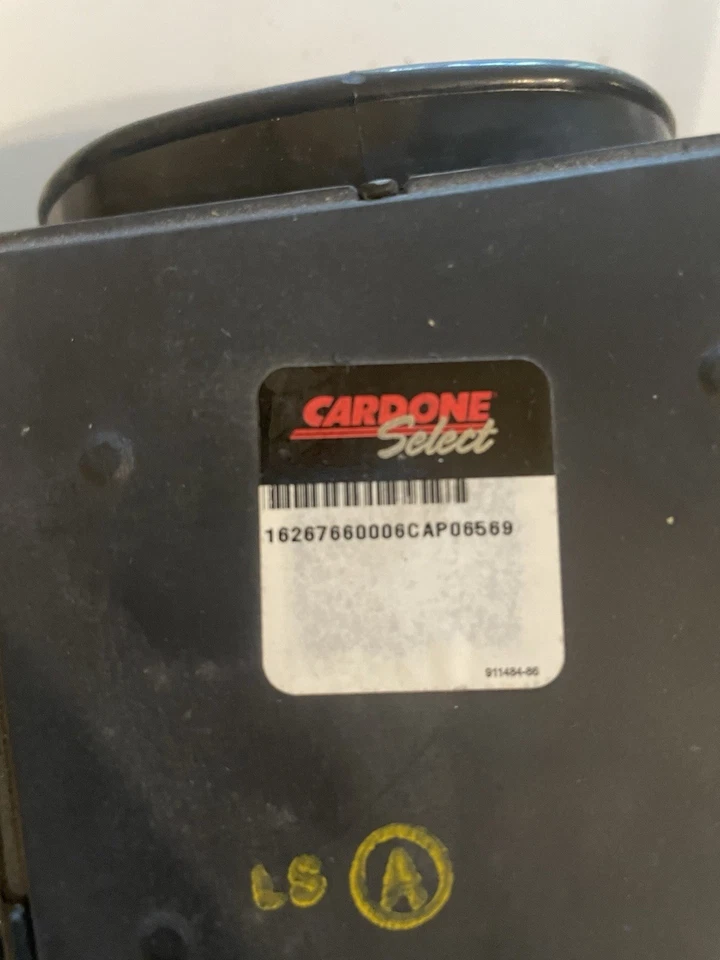 CARDONE
Select
16267660006CAP06569
911484-86
LS A